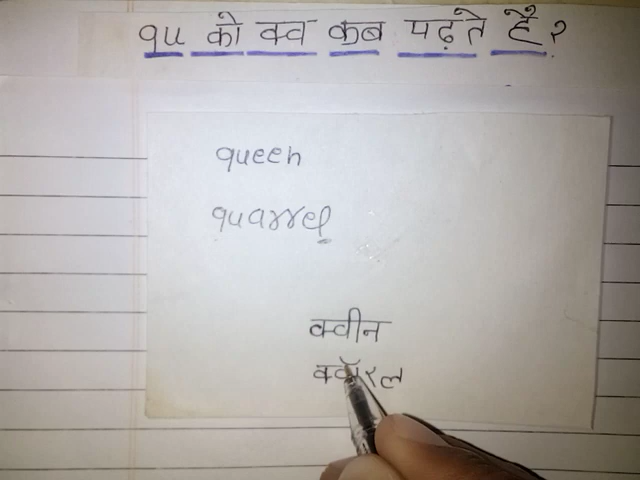 qu को क्व कब पढ़ते हैं?
queen
quarrel
क्वीन
क्वॉरल